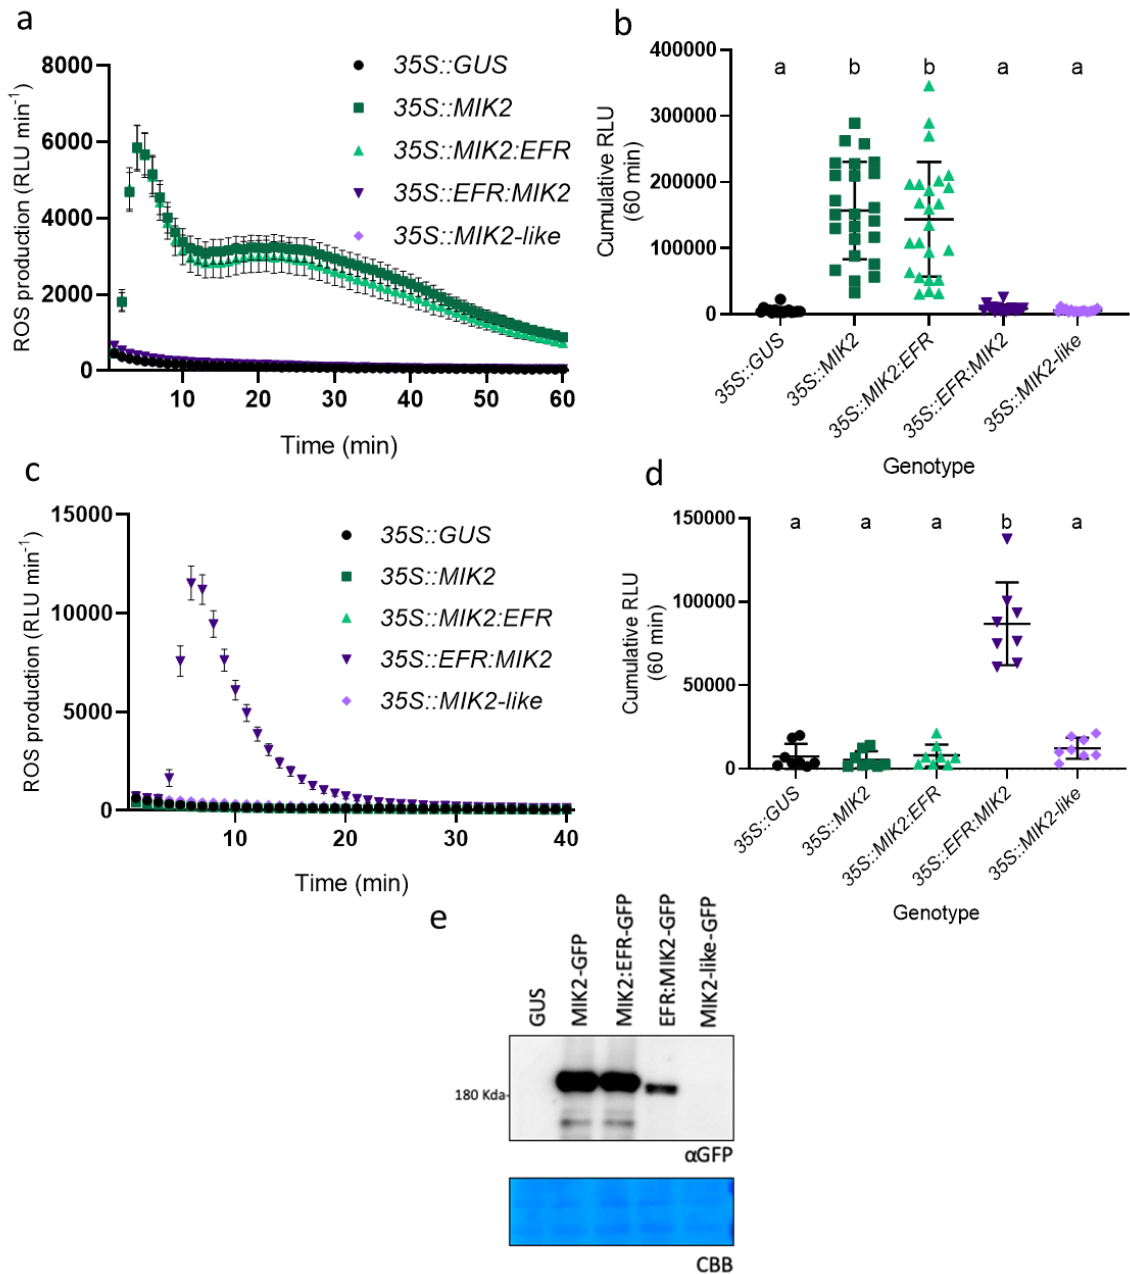 a
8000
6000
4000
2000
0
ROS production (RLU min-1)
10
20
30
40
50
60
Time (min)
35S::GUS
35S::MIK2
35S::MIK2:EFR
35S::EFR:MIK2
35S::MIK2-like
b
400000
300000
200000
100000
0
Cumulative RLU
(60 min)
a
b
b
a
a
35S::GUS
35S::MIK2
35S::MIK2:EFR
35S::EFR:MIK2
35S::MIK2-like
Genotype
c
15000
10000
5000
0
ROS production (RLU min-1)
10
20
30
40
Time (min)
35S::GUS
35S::MIK2
35S::MIK2:EFR
35S::EFR:MIK2
35S::MIK2-like
d
150000
100000
50000
0
Cumulative RLU
(60 min)
a
a
a
b
a
35S::GUS
35S::MIK2
35S::MIK2:EFR
35S::EFR:MIK2
35S::MIK2-like
Genotype
e
GUS
MIK2-GFP
MIK2:EFR-GFP
EFR:MIK2-GFP
MIK2-like-GFP
180 Kda-
αGFP
CBB